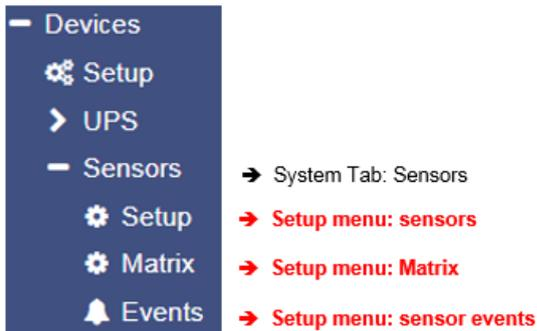 Devices
Setup
UPS
Sensors → System Tab: Sensors
Setup → Setup menu: sensors
Matrix → Setup menu: Matrix
Events → Setup menu: sensor events